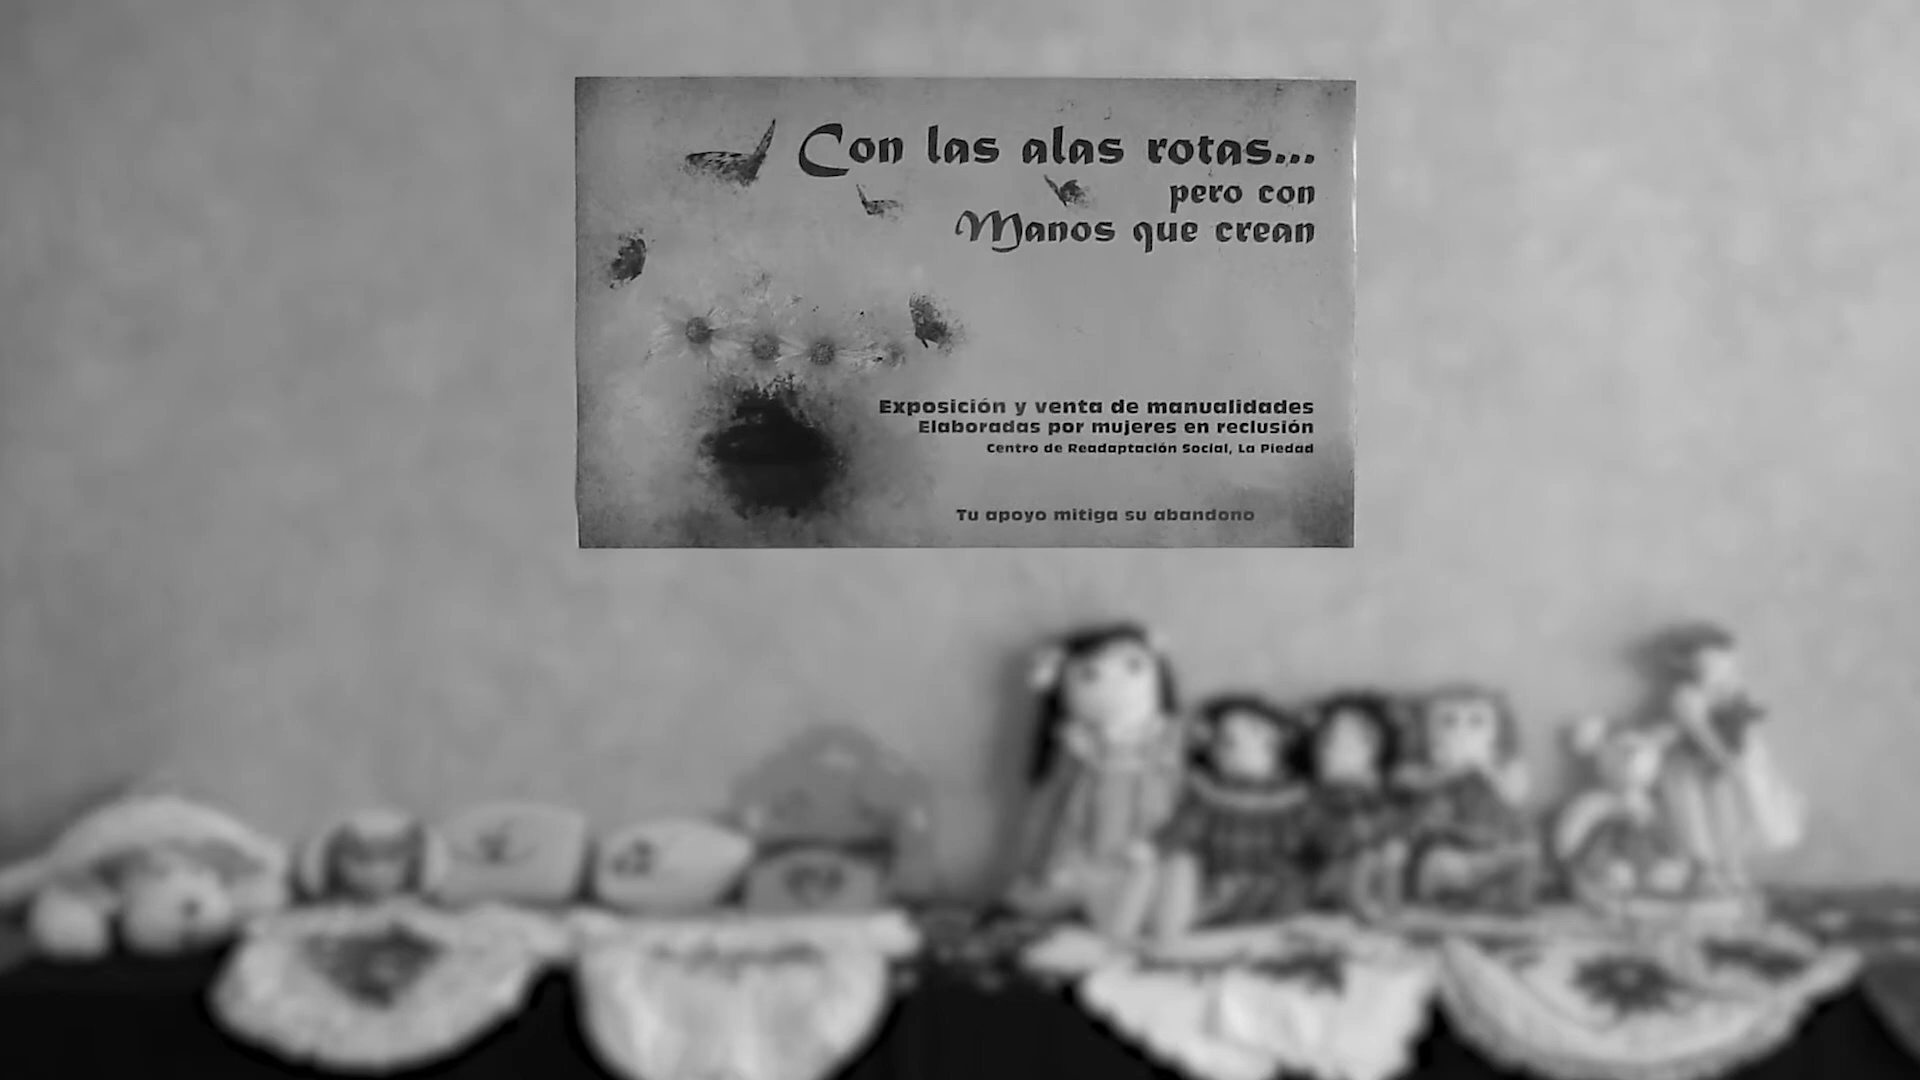 Con las alas rotas...
pero con
Manos que crean
Exposición y venta de manualidades
Elaboradas por mujeres en reclusión
Centro de Readaptación Social, La Piedad
Tu apoyo mitiga su abandono